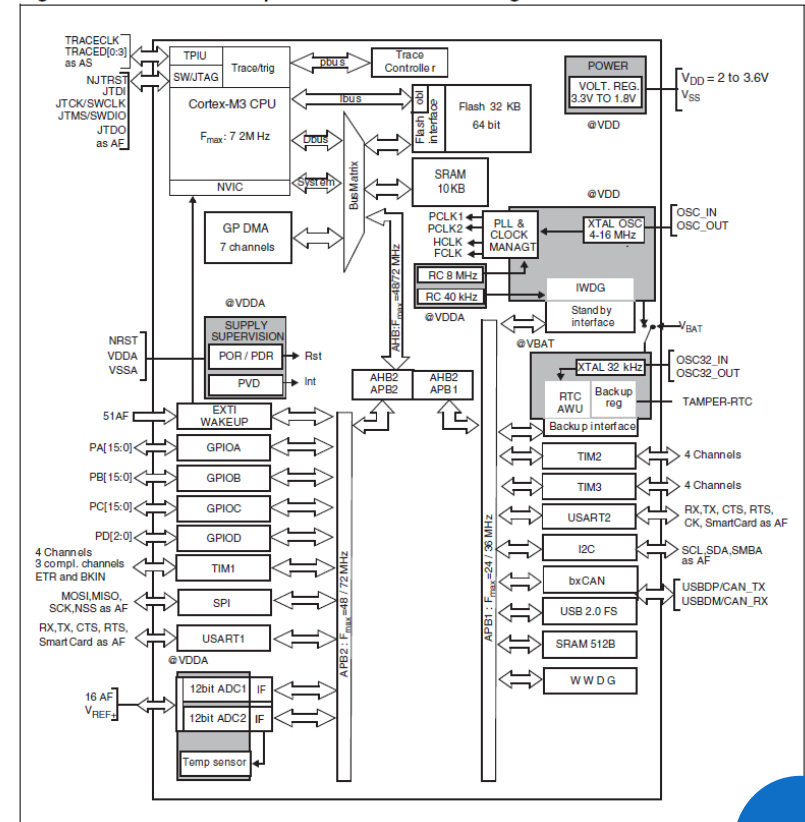 TRACECLK
TRACED[0:3]
as AS
NJTRST
JTDI
JTCK/SWCLK
JTMS/SWDIO
JTDO
as AF
TPIU
SW/JTAG
Trace/trig
Cortex-M3 CPU
Fmax: 7 2M Hz
NVIC
pbus
Trace
Controller
Ibus
Dbus
System
BusMatrix
Flash obl
interface
Flash 32 KB
64 bit
SRAM
10 KB
GP DMA
7 channels
POWER
VOLT. REG.
3.3V TO 1.8V
@VDD
VDD = 2 to 3.6V
VSS
@VDD
PCLK1
PCLK2
HCLK
FCLK
PLL &
CLOCK
MANAGT
XTAL OSC
4-16 MHz
OSC_IN
OSC_OUT
RC 8 MHz
RC 40 kHz
@VDDA
IWDG
Stand by
interface
VBAT
@VBAT
AHB:Fmax=48/72 MHz
@VDDA
SUPPLY
SUPERVISION
POR / PDR
Rst
PVD
Int
NRST
VDDA
VSSA
AHB2
APB2
AHB2
APB1
XTAL 32 kHz
OSC32_IN
OSC32_OUT
RTC
AWU
Backup
reg
TAMPER-RTC
Backup interface
51AF
EXTI
WAKEUP
PA[15:0]
GPIOA
PB[15:0]
GPIOB
PC[15:0]
GPIOC
PD[2:0]
GPIOD
4 Channels
3 compl. channels
ETR and BKIN
TIM1
MOSI,MISO,
SCK,NSS as AF
SPI
RX,TX, CTS, RTS,
SmartCard as AF
USART1
@VDDA
16 AF
VREF+
12bit ADC1
IF
12bit ADC2
IF
Temp sensor
APB2 : Fmax=48 / 72 MHz
APB1 : Fmax=24 / 36 MHz
TIM2
4 Channels
TIM3
4 Channels
USART2
RX,TX, CTS, RTS,
CK, SmartCard as AF
I2C
SCL,SDA,SMBA
as AF
bxCAN
USBDP/CAN_TX
USBDM/CAN_RX
USB 2.0 FS
SRAM 512B
W W D G